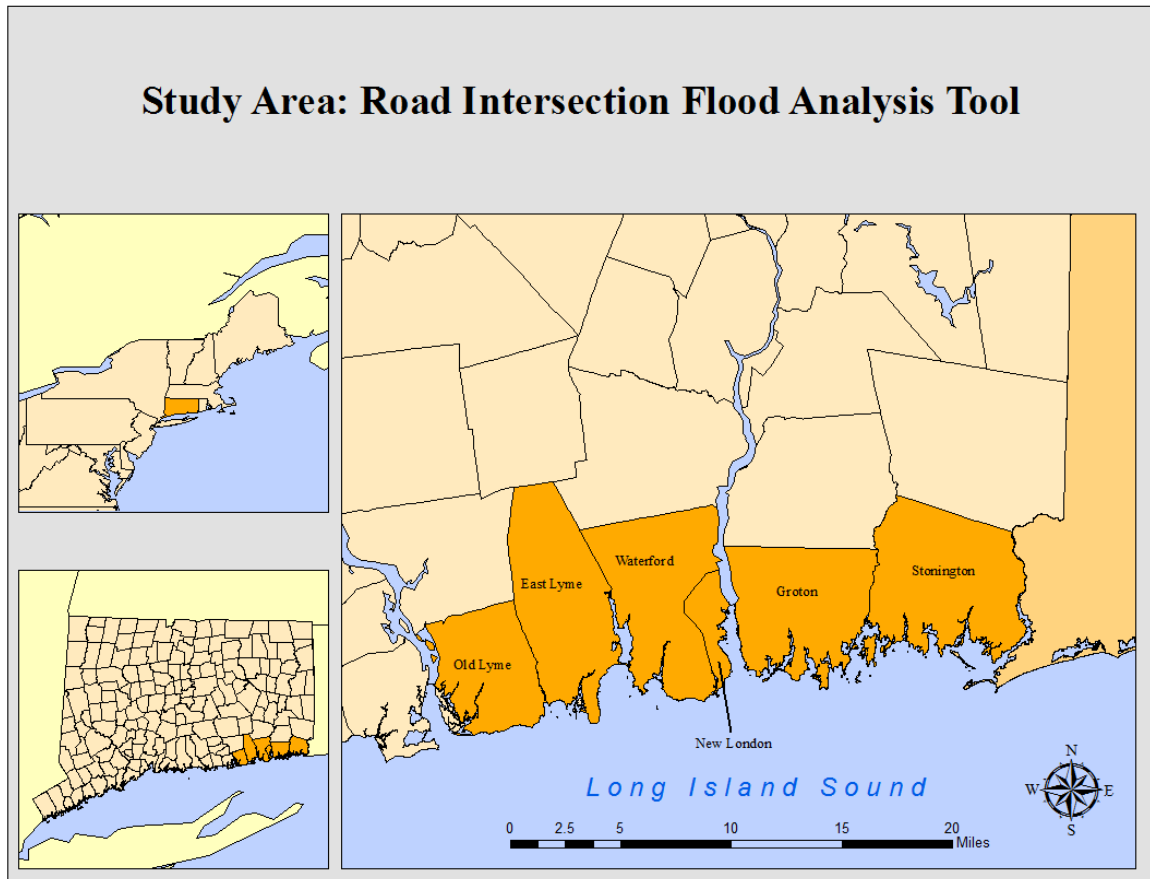 Study Area: Road Intersection Flood Analysis Tool
Waterford
East Lyme
Stonington
Groton
Old Lyme
New London
Long Island Sound
N
W E
S
0 2.5 5 10 15 20
Miles